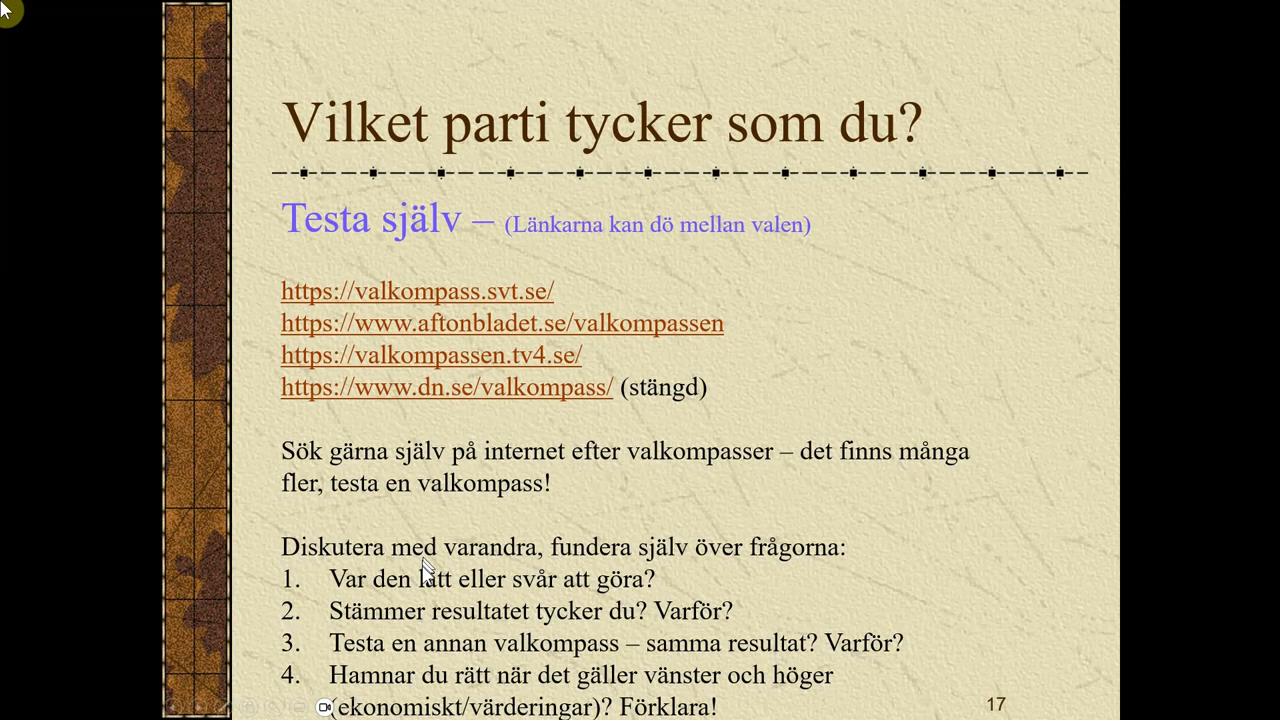 Vilket parti tycker som du?
Testa själv – (Länkarna kan dö mellan valen)
https://valkompass.svt.se/
https://www.aftonbladet.se/valkompassen
https://valkompassen.tv4.se/
https://www.dn.se/valkompass/ (stängd)
Sök gärna själv på internet efter valkompasser – det finns många
fler, testa en valkompass!
Diskutera med varandra, fundera själv över frågorna:
1. Var den lätt eller svår att göra?
2. Stämmer resultatet tycker du? Varför?
3. Testa en annan valkompass – samma resultat? Varför?
4. Hamnar du rätt när det gäller vänster och höger
(ekonomiskt/värderingar)? Förklara!
17